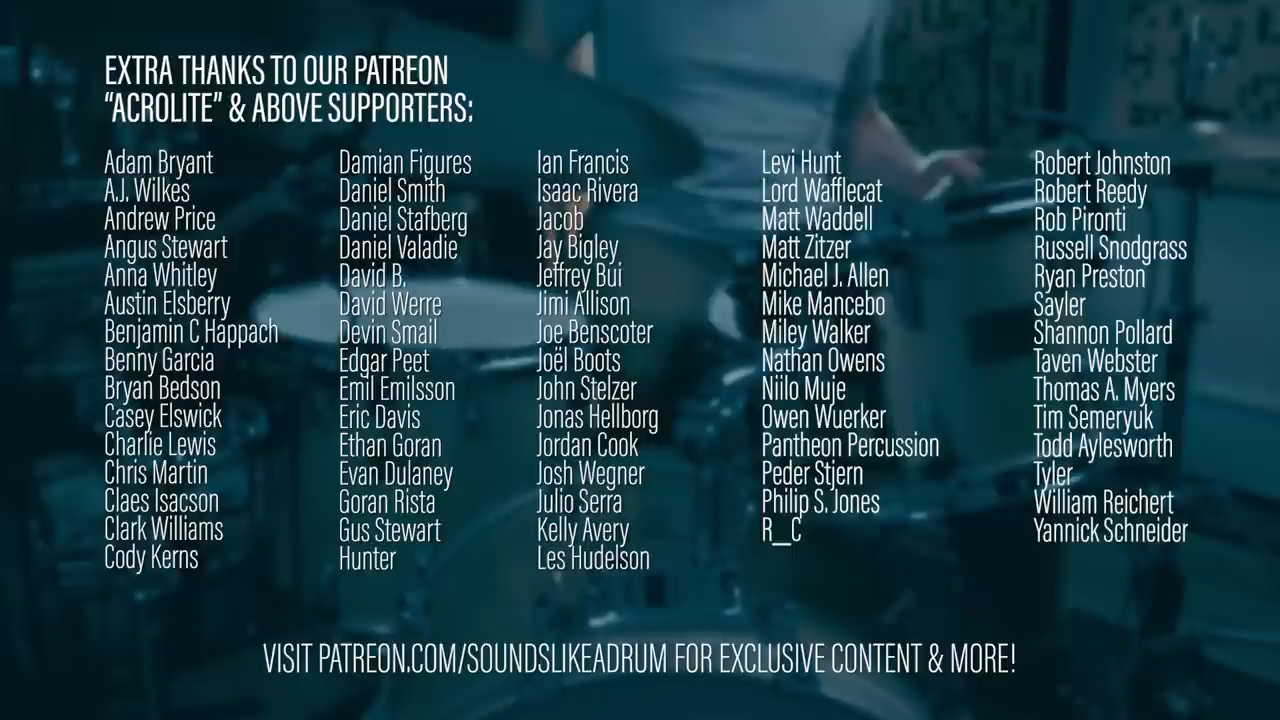 EXTRA THANKS TO OUR PATREON
“ACROLITE” & ABOVE SUPPORTERS:
Adam Bryant
A.J. Wilkes
Andrew Price
Angus Stewart
Anna Whitley
Austin Elsberry
Benjamin C Happach
Benny Garcia
Bryan Bedson
Casey Elswick
Charlie Lewis
Chris Martin
Claes Isacson
Clark Williams
Cody Kerns
Damian Figures
Daniel Smith
Daniel Stafberg
Daniel Valadie
David B.
David Werre
Devin Smail
Edgar Peet
Emil Emilsson
Eric Davis
Ethan Goran
Evan Dulaney
Goran Rista
Gus Stewart
Hunter
Ian Francis
Isaac Rivera
Jacob
Jay Bigley
Jeffrey Bui
Jimi Allison
Joe Benscoter
Joël Boots
John Stelzer
Jonas Hellborg
Jordan Cook
Josh Wegner
Julio Serra
Kelly Avery
Les Hudelson
Levi Hunt
Lord Wafflecat
Matt Waddell
Matt Zitzer
Michael J. Allen
Mike Mancebo
Miley Walker
Nathan Owens
Niilo Muje
Owen Wuerker
Pantheon Percussion
Peder Stjern
Philip S. Jones
R__C
Robert Johnston
Robert Reedy
Rob Pironti
Russell Snodgrass
Ryan Preston
Sayler
Shannon Pollard
Taven Webster
Thomas A. Myers
Tim Semeryuk
Todd Aylesworth
Tyler
William Reichert
Yannick Schneider
VISIT PATREON.COM/SOUNDSLIKEADRUM FOR EXCLUSIVE CONTENT & MORE!